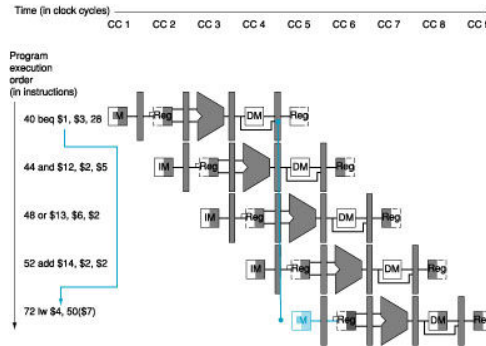 Time (in clock cycles)
CC 1 CC 2 CC 3 CC 4 CC 5 CC 6 CC 7 CC 8 CC 9
Program
execution
order
(in instructions)
40 beq $1, $3, 28
IM Reg DM Reg
44 and $12, $2, $5
IM Reg DM Reg
48 or $13, $6, $2
IM Reg DM Reg
52 add $14, $2, $2
IM Reg DM Reg
72 lw $4, 50($7)
IM Reg DM Reg